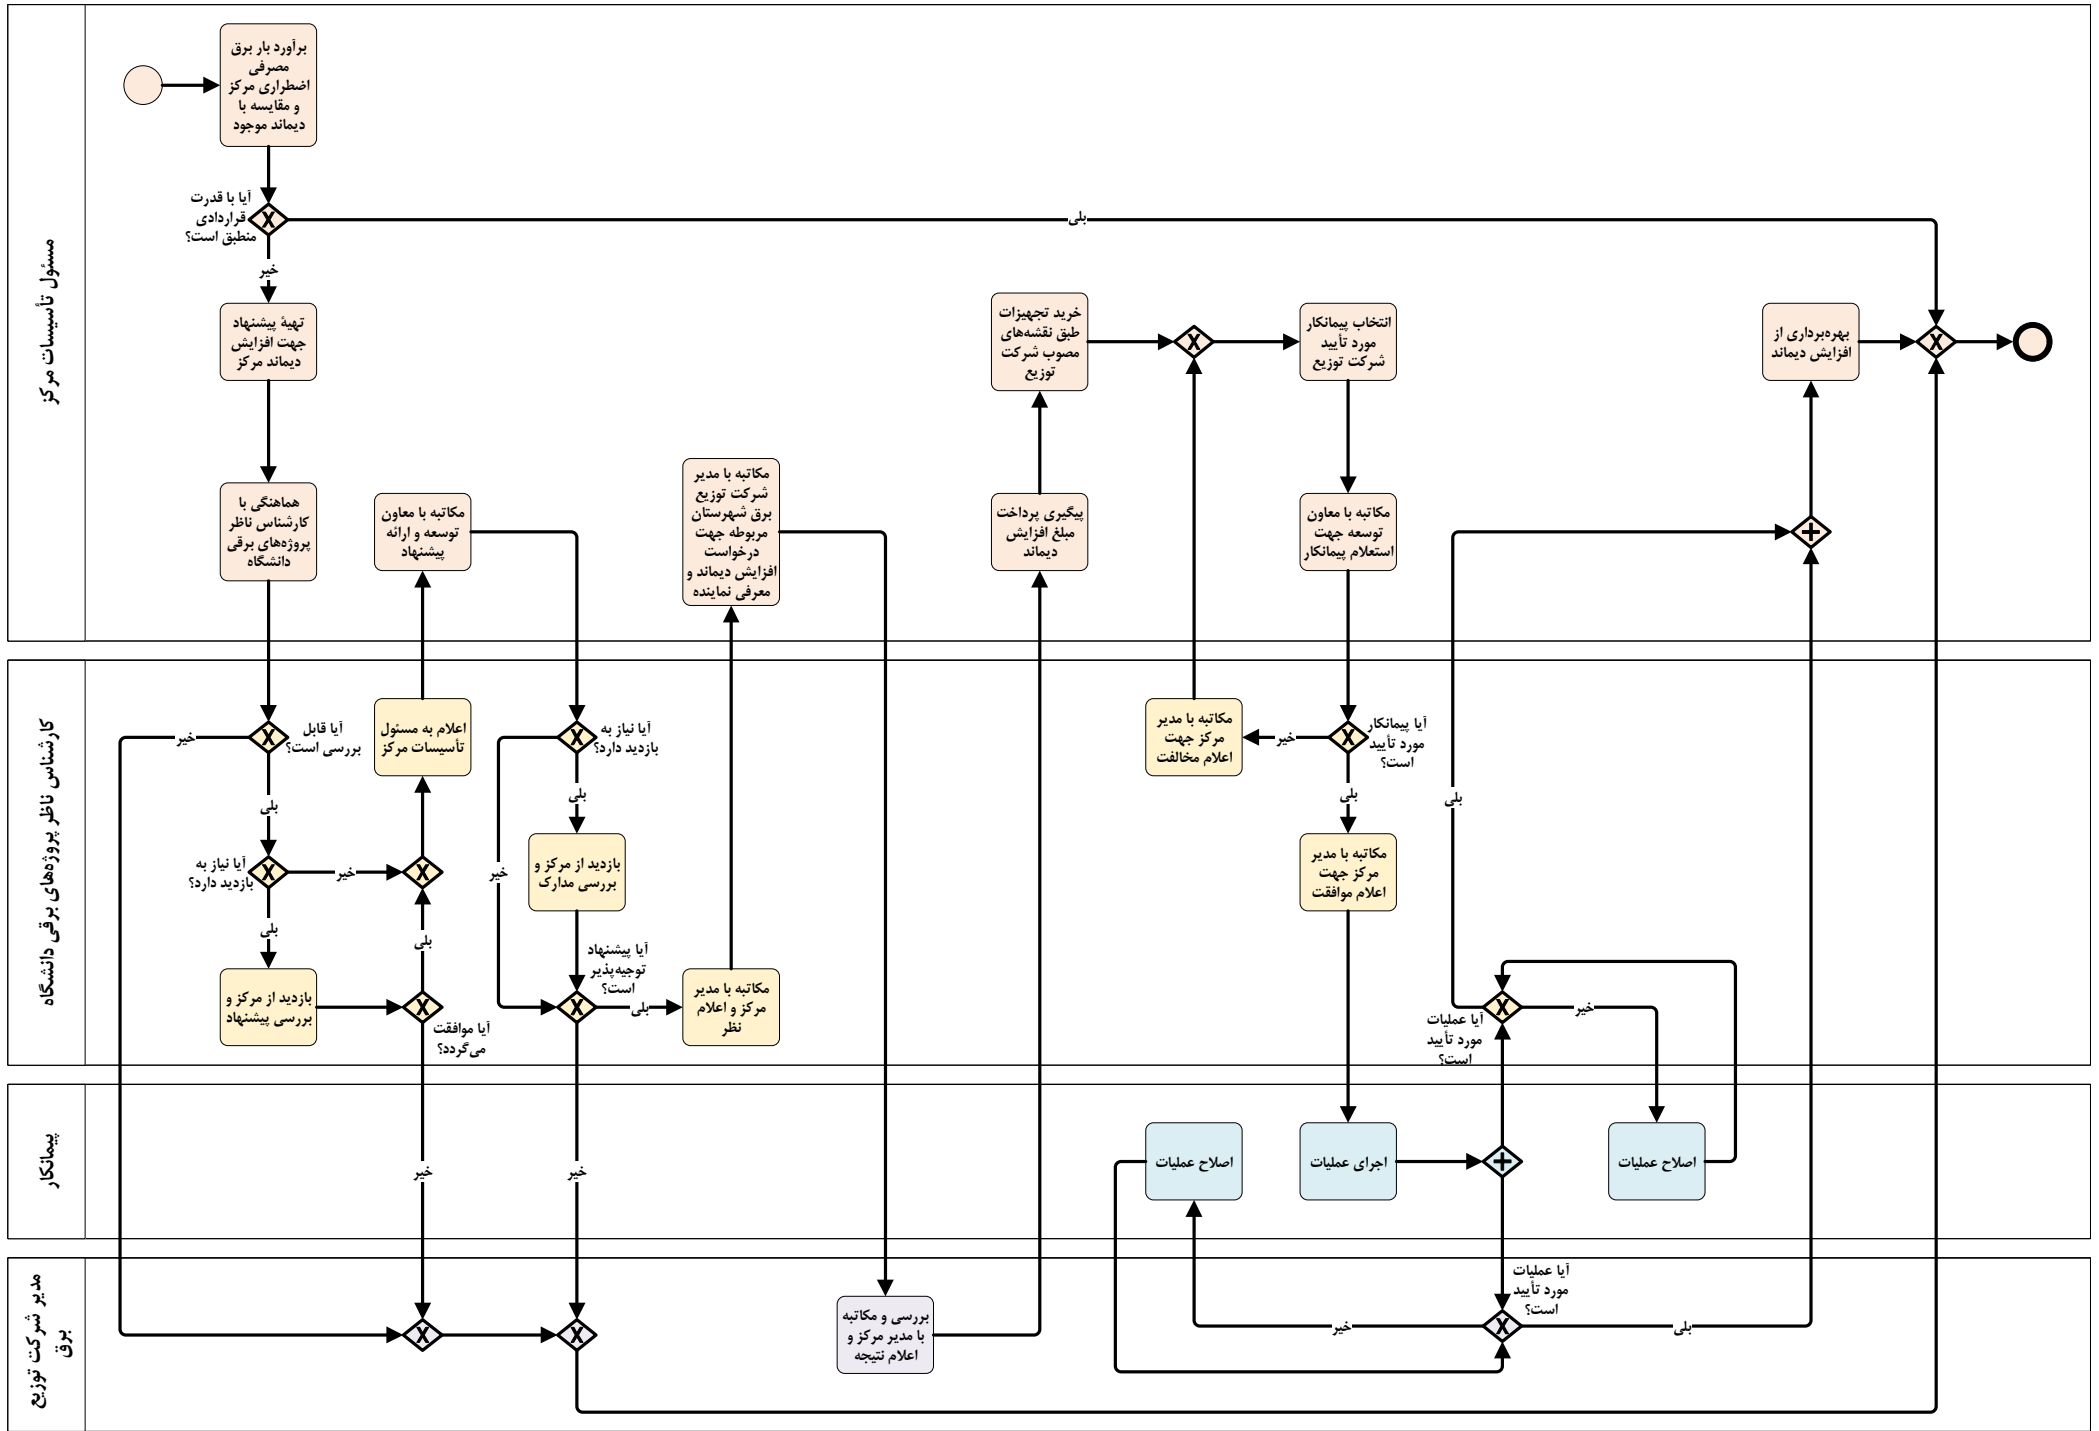 مسئول تأسیسات مرکز
برآورد بار برق
مصرفی
اضطراری مرکز
و مقایسه با
دیماند موجود
آیا با قدرت
قراردادی
منطبق است؟
بلی
خیر
تهیهٔ پیشنهاد
جهت افزایش
دیماند مرکز
هماهنگی با
کارشناس ناظر
پروژه‌های برقی
دانشگاه
مکاتبه با معاون
توسعه و ارائه
پیشنهاد
مکاتبه با مدیر
شرکت توزیع
برق شهرستان
مربوطه جهت
درخواست
افزایش دیماند و
معرفی نماینده
خرید تجهیزات
طبق نقشه‌های
مصوب شرکت
توزیع
پیگیری پرداخت
مبلغ افزایش
دیماند
انتخاب پیمانکار
مورد تأیید
شرکت توزیع
مکاتبه با معاون
توسعه جهت
استعلام پیمانکار
بهره‌برداری از
افزایش دیماند
کارشناس ناظر پروژه‌های برقی دانشگاه
آیا قابل
بررسی است؟
خیر
بلی
آیا نیاز به
بازدید دارد؟
خیر
بلی
بازدید از مرکز و
بررسی پیشنهاد
آیا موافقت
می‌گردد؟
بلی
خیر
اعلام به مسئول
تأسیسات مرکز
آیا نیاز به
بازدید دارد؟
خیر
بلی
بازدید از مرکز و
بررسی مدارک
آیا پیشنهاد
توجیه‌پذیر
است؟
بلی
خیر
مکاتبه با مدیر
مرکز و اعلام
نظر
مکاتبه با مدیر
مرکز جهت
اعلام مخالفت
خیر
آیا پیمانکار
مورد تأیید
است؟
بلی
مکاتبه با مدیر
مرکز جهت
اعلام موافقت
بلی
آیا عملیات
مورد تأیید
است؟
خیر
پیمانکار
اصلاح عملیات
اجرای عملیات
اصلاح عملیات
مدیر شرکت توزیع
برق
بررسی و مکاتبه
با مدیر مرکز و
اعلام نتیجه
آیا عملیات
مورد تأیید
است؟
خیر
بلی